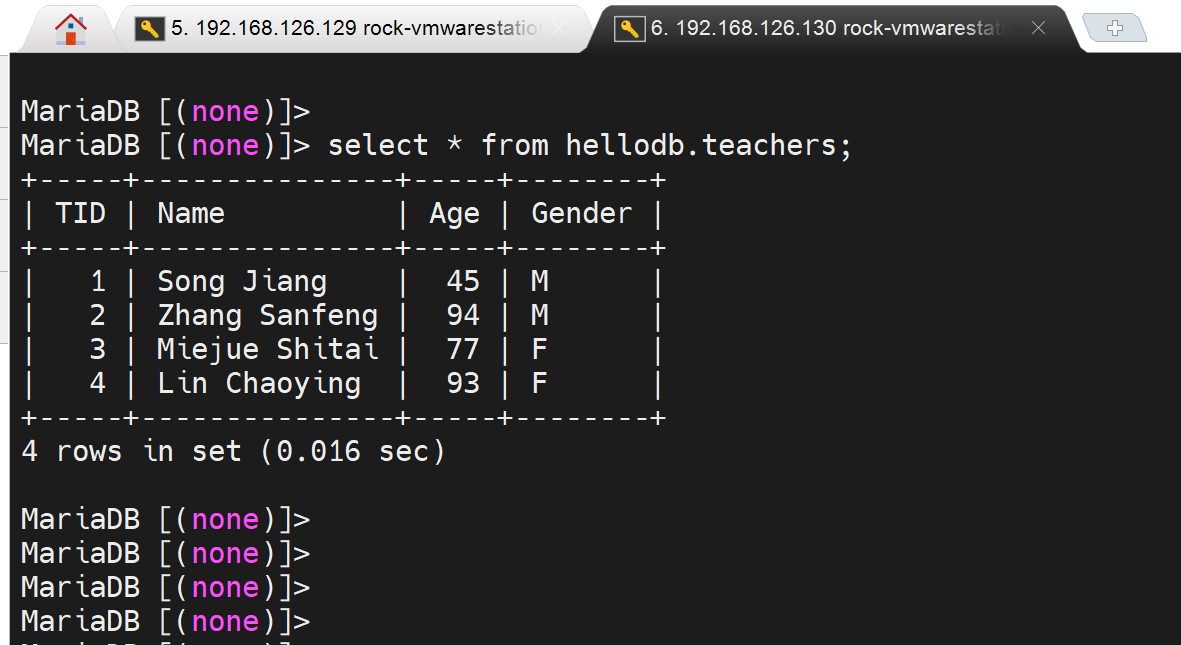 5. 192.168.126.129 rock-vmwarestatio
6. 192.168.126.130 rock-vmwarestat
MariaDB [(none)]>
MariaDB [(none)]> select * from hellodb.teachers;
+-----+---------------+-----+--------+
| TID | Name          | Age | Gender |
+-----+---------------+-----+--------+
|   1 | Song Jiang    |  45 | M      |
|   2 | Zhang Sanfeng |  94 | M      |
|   3 | Miejue Shitai |  77 | F      |
|   4 | Lin Chaoying  |  93 | F      |
+-----+---------------+-----+--------+
4 rows in set (0.016 sec)
MariaDB [(none)]>
MariaDB [(none)]>
MariaDB [(none)]>
MariaDB [(none)]>